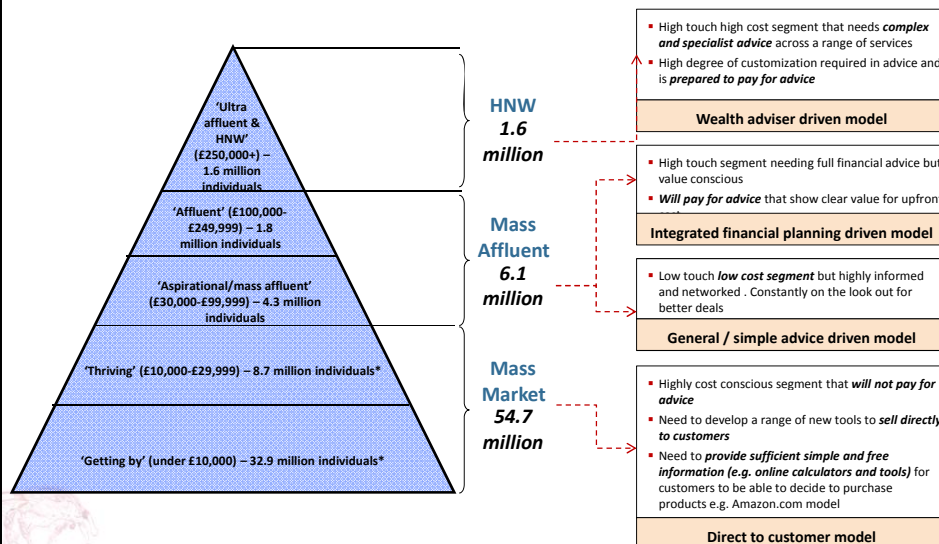 ‘Ultra
affluent &
HNW’
(£250,000+) –
1.6 million
individuals
‘Affluent’ (£100,000-
£249,999) – 1.8
million individuals
‘Aspirational/mass affluent’
(£30,000-£99,999) – 4.3 million
individuals
‘Thriving’ (£10,000-£29,999) – 8.7 million individuals*
‘Getting by’ (under £10,000) – 32.9 million individuals*
HNW
1.6
million
Mass
Affluent
6.1
million
Mass
Market
54.7
million
▪ High touch high cost segment that needs complex
and specialist advice across a range of services
▪ High degree of customization required in advice and
is prepared to pay for advice
Wealth adviser driven model
▪ High touch segment needing full financial advice but
value conscious
▪ Will pay for advice that show clear value for upfront
Integrated financial planning driven model
▪ Low touch low cost segment but highly informed
and networked . Constantly on the look out for
better deals
General / simple advice driven model
▪ Highly cost conscious segment that will not pay for
advice
▪ Need to develop a range of new tools to sell directly
to customers
▪ Need to provide sufficient simple and free
information (e.g. online calculators and tools) for
customers to be able to decide to purchase
products e.g. Amazon.com model
Direct to customer model